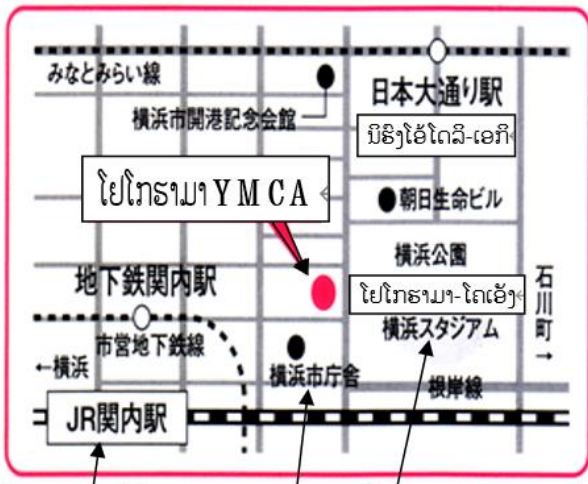 みなとみらい線
日本大通り駅
横浜市開港記念会館
ນິຮົງໂອ້ໂດລິ-ເອກິ
ໂຢໂກຮາມາ Y M C A
朝日生命ビル
横浜公園
地下鉄関内駅
ໂຢໂກຮາມາ-ໂຄເອັງ
石川町→
市営地下鉄線
横浜スタジアム
←横浜
横浜市庁舎
根岸線
JR関内駅